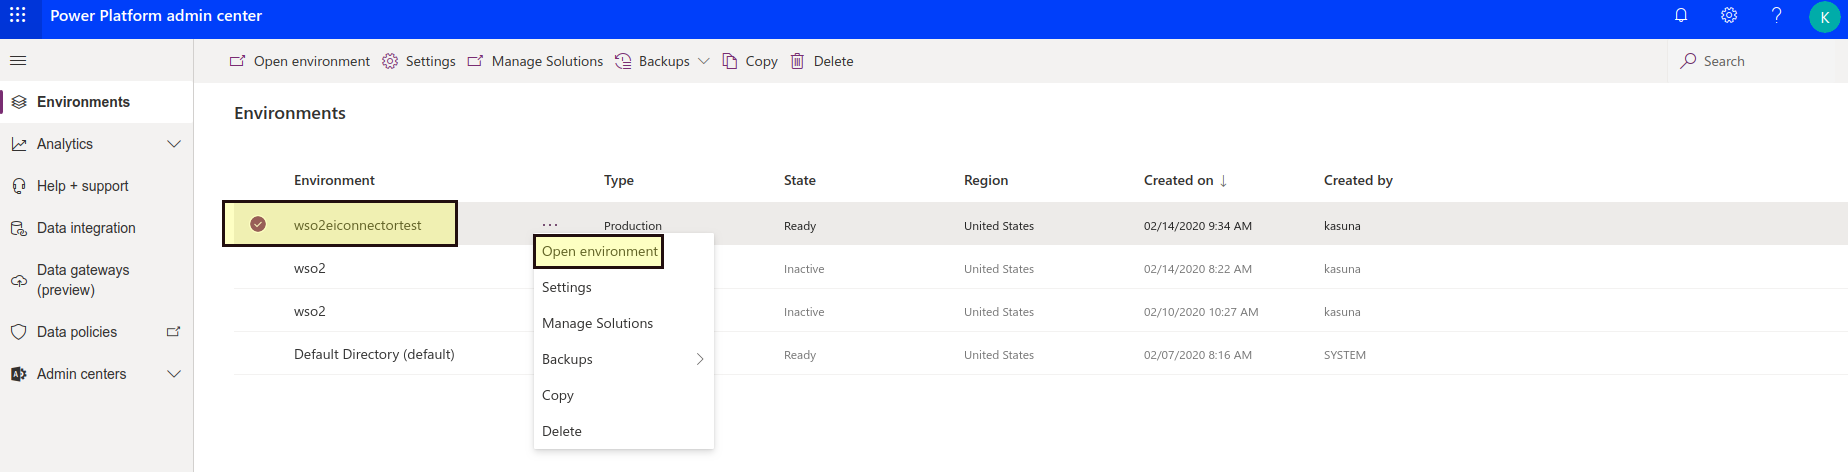 Power Platform admin center
? K
Open environment Settings Manage Solutions Backups Copy Delete Search
Environments
Analytics
Help + support
Data integration
Data gateways
(preview)
Data policies
Admin centers
Environments
Environment Type State Region Created on ↓ Created by
wso2eiconnectortest ... Production Ready United States 02/14/2020 9:34 AM kasuna
wso2 Inactive United States 02/14/2020 8:22 AM kasuna
wso2 Inactive United States 02/10/2020 10:27 AM kasuna
Default Directory (default) Ready United States 02/07/2020 8:16 AM SYSTEM
Open environment
Settings
Manage Solutions
Backups
Copy
Delete